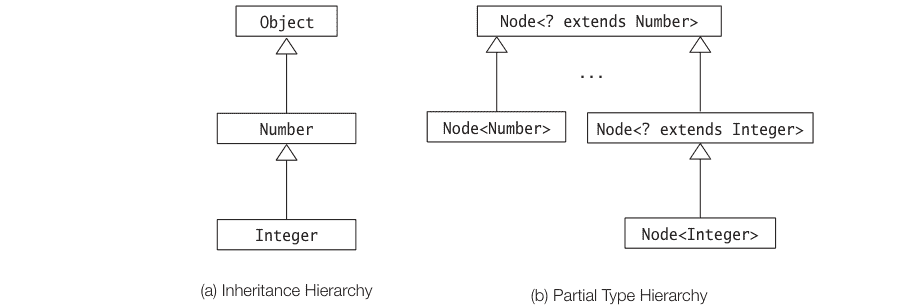 Object
Number
Integer
(a) Inheritance Hierarchy
Node<? extends Number>
...
Node<Number>
Node<? extends Integer>
Node<Integer>
(b) Partial Type Hierarchy